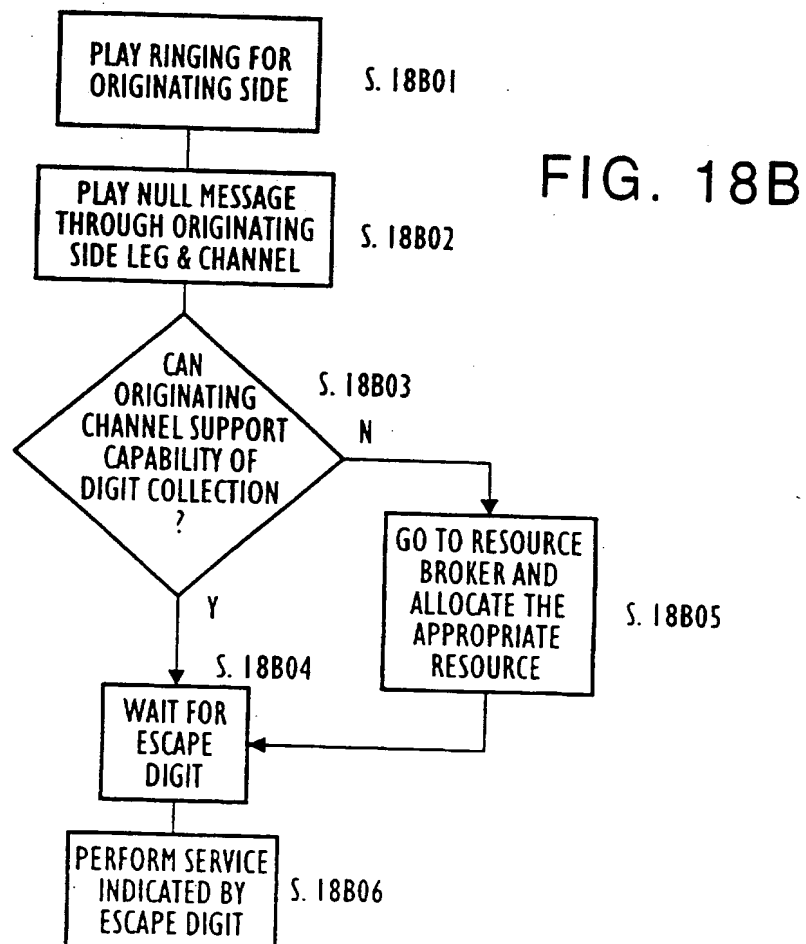 PLAY RINGING FOR
ORIGINATING SIDE
S. 18B01
FIG. 18B
PLAY NULL MESSAGE
THROUGH ORIGINATING
SIDE LEG & CHANNEL
S. 18B02
CAN
ORIGINATING
CHANNEL SUPPORT
CAPABILITY OF
DIGIT COLLECTION
?
S. 18B03
N
Y
GO TO RESOURCE
BROKER AND
ALLOCATE THE
APPROPRIATE
RESOURCE
S. 18B05
S. 18B04
WAIT FOR
ESCAPE
DIGIT
PERFORM SERVICE
INDICATED BY
ESCAPE DIGIT
S. 18B06